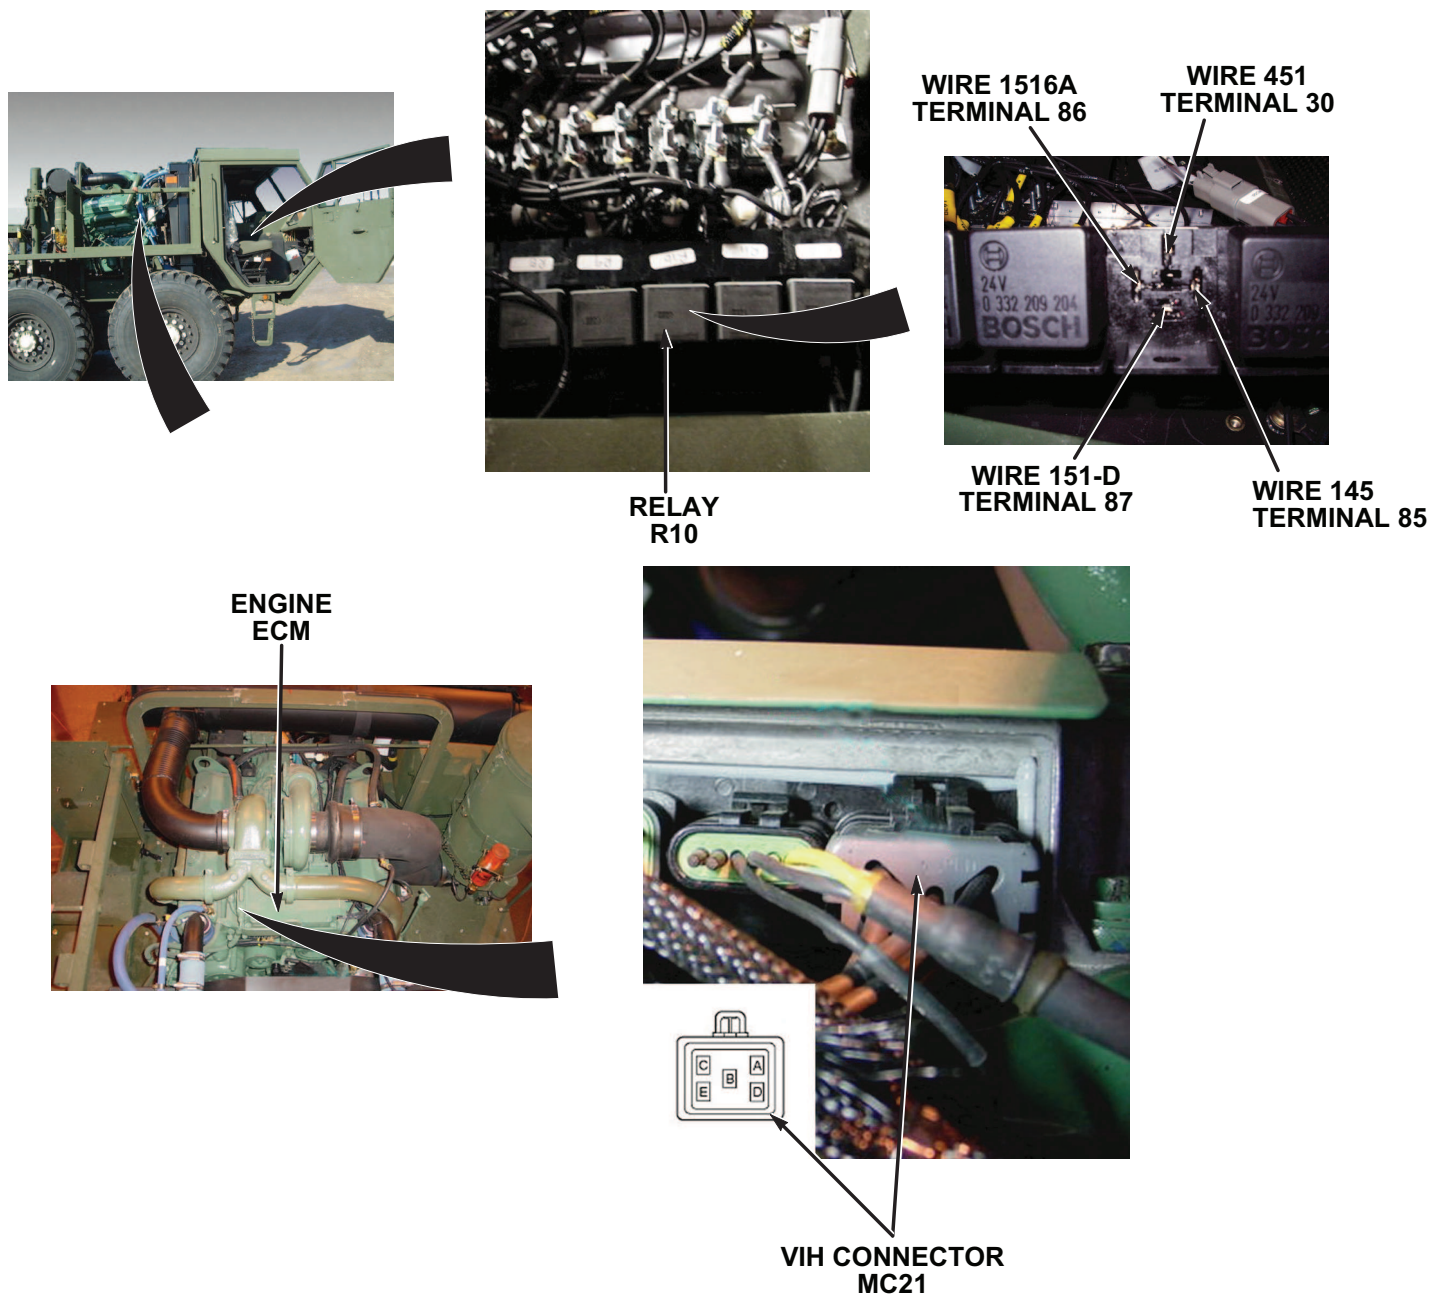 WIRE 1516A
TERMINAL 86
WIRE 451
TERMINAL 30
24V
0 332 209 204
BOSCH
24V
0 332 209
BOSCH
WIRE 151-D
TERMINAL 87
WIRE 145
TERMINAL 85
RELAY
R10
ENGINE
ECM
C
A
B
E
D
VIH CONNECTOR
MC21